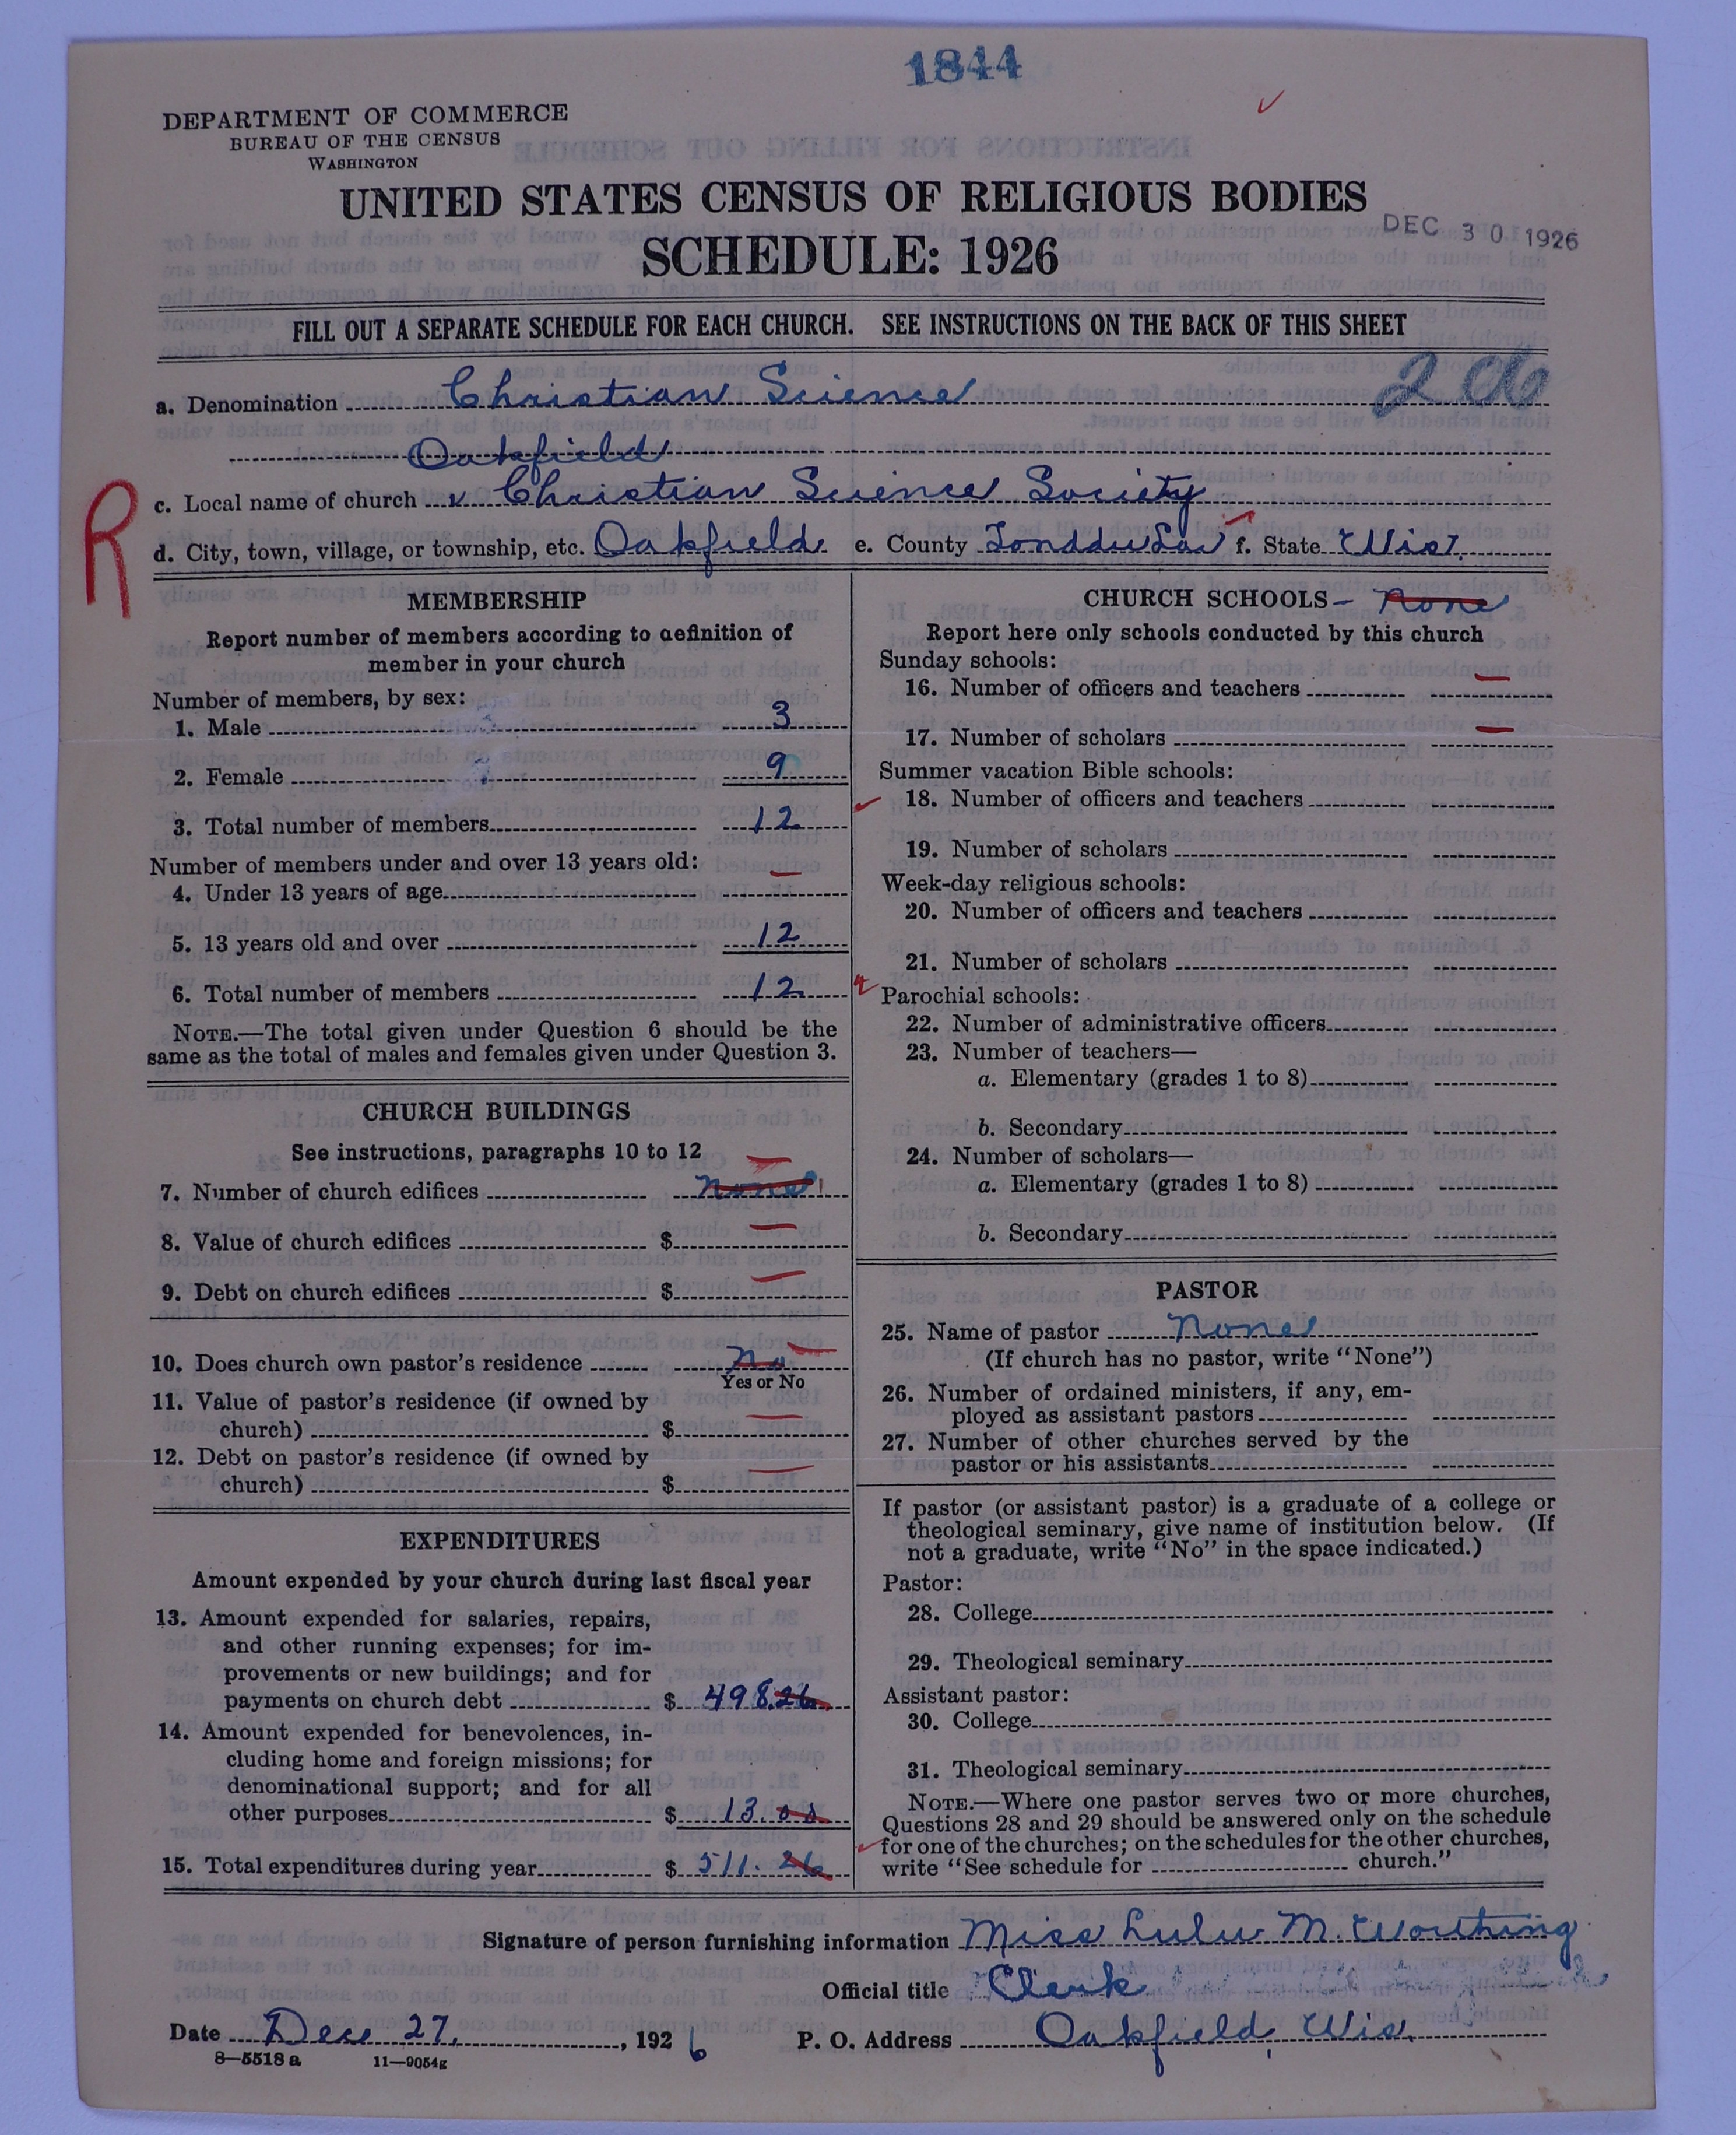 1844
DEPARTMENT OF COMMERCE
BUREAU OF THE CENSUS
WASHINGTON
UNITED STATES CENSUS OF RELIGIOUS BODIES
SCHEDULE: 1926
DEC 30 1926
FILL OUT A SEPARATE SCHEDULE FOR EACH CHURCH. SEE INSTRUCTIONS ON THE BACK OF THIS SHEET
206
a. Denomination Christian Science
Oakfield
R
c. Local name of church Christian Science Society
d. City, town, village, or township, etc. Oakfield e. County Fonddu Lac f. State Wis.
MEMBERSHIP
Report number of members according to definition of
member in your church
Number of members, by sex:
1. Male 3
2. Female 9
3. Total number of members 12
Number of members under and over 13 years old:
4. Under 13 years of age —
5. 13 years old and over 12
6. Total number of members 12
NOTE.—The total given under Question 6 should be the
same as the total of males and females given under Question 3.
CHURCH BUILDINGS
See instructions, paragraphs 10 to 12
7. Number of church edifices none —
8. Value of church edifices $ —
9. Debt on church edifices $ —
10. Does church own pastor's residence no —
Yes or No
11. Value of pastor's residence (if owned by
church) $ —
12. Debt on pastor's residence (if owned by
church) $ —
EXPENDITURES
Amount expended by your church during last fiscal year
13. Amount expended for salaries, repairs,
and other running expenses; for im-
provements or new buildings; and for
payments on church debt $ 498.26
14. Amount expended for benevolences, in-
cluding home and foreign missions; for
denominational support; and for all
other purposes $ 13.00
15. Total expenditures during year $ 511.26
CHURCH SCHOOLS — none
Report here only schools conducted by this church
Sunday schools:
16. Number of officers and teachers —
17. Number of scholars —
Summer vacation Bible schools:
18. Number of officers and teachers
19. Number of scholars
Week-day religious schools:
20. Number of officers and teachers
21. Number of scholars
Parochial schools:
22. Number of administrative officers
23. Number of teachers—
a. Elementary (grades 1 to 8)
b. Secondary
24. Number of scholars—
a. Elementary (grades 1 to 8)
b. Secondary
PASTOR
25. Name of pastor None
(If church has no pastor, write "None")
26. Number of ordained ministers, if any, em-
ployed as assistant pastors
27. Number of other churches served by the
pastor or his assistants
If pastor (or assistant pastor) is a graduate of a college or
theological seminary, give name of institution below. (If
not a graduate, write "No" in the space indicated.)
Pastor:
28. College
29. Theological seminary
Assistant pastor:
30. College
31. Theological seminary
NOTE.—Where one pastor serves two or more churches,
Questions 28 and 29 should be answered only on the schedule
for one of the churches; on the schedules for the other churches,
write "See schedule for church."
Signature of person furnishing information Miss Lulu M. Worthing
Official title Clerk
Date Dec 27, 1926 P. O. Address Oakfield, Wis.
8—5518 a 11—9054g